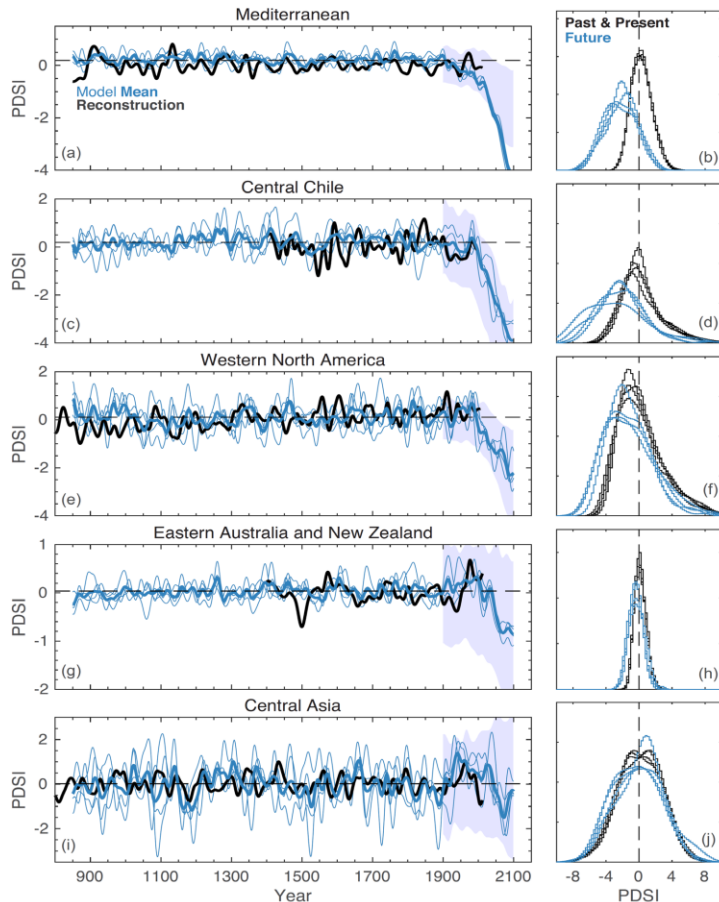 Mediterranean
0
-2
-4
PDSI
Model Mean
Reconstruction
(a)
Past & Present
Future
(b)
Central Chile
2
0
-2
-4
PDSI
(c)
(d)
Western North America
2
0
-2
-4
PDSI
(e)
(f)
Eastern Australia and New Zealand
1
0
-1
-2
PDSI
(g)
(h)
Central Asia
2
0
-2
PDSI
(i)
900 1100 1300 1500 1700 1900 2100
Year
(j)
-8 -4 0 4 8
PDSI